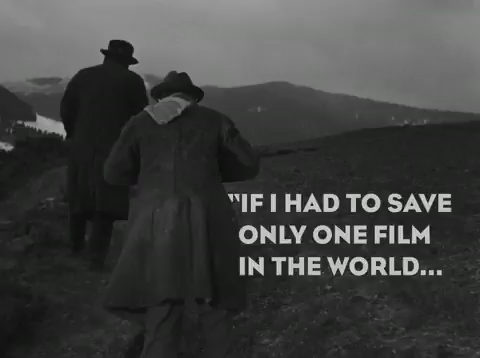 "IF I HAD TO SAVE
ONLY ONE FILM
IN THE WORLD...